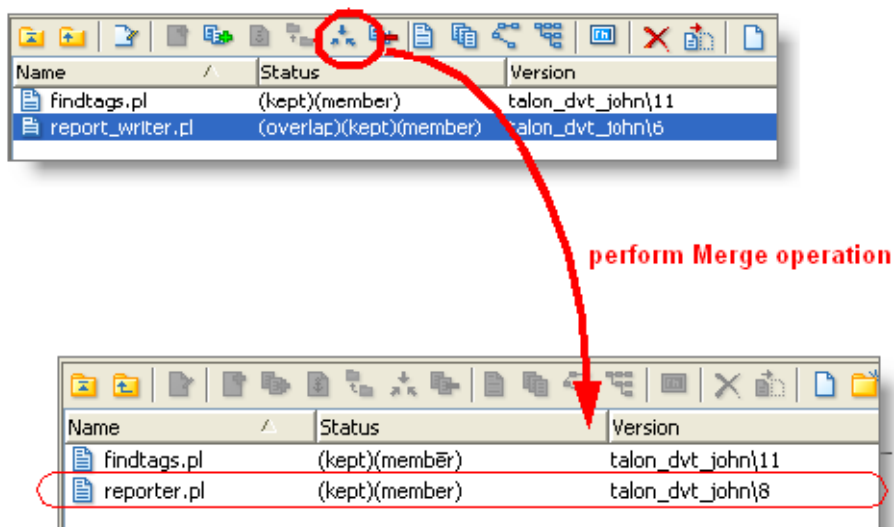 Name Status Version
findtags.pl (kept)(member) talon_dvt_john\11
report_writer.pl (overlap)(kept)(member) talon_dvt_john\6
perform Merge operation
Name Status Version
findtags.pl (kept)(member) talon_dvt_john\11
reporter.pl (kept)(member) talon_dvt_john\8